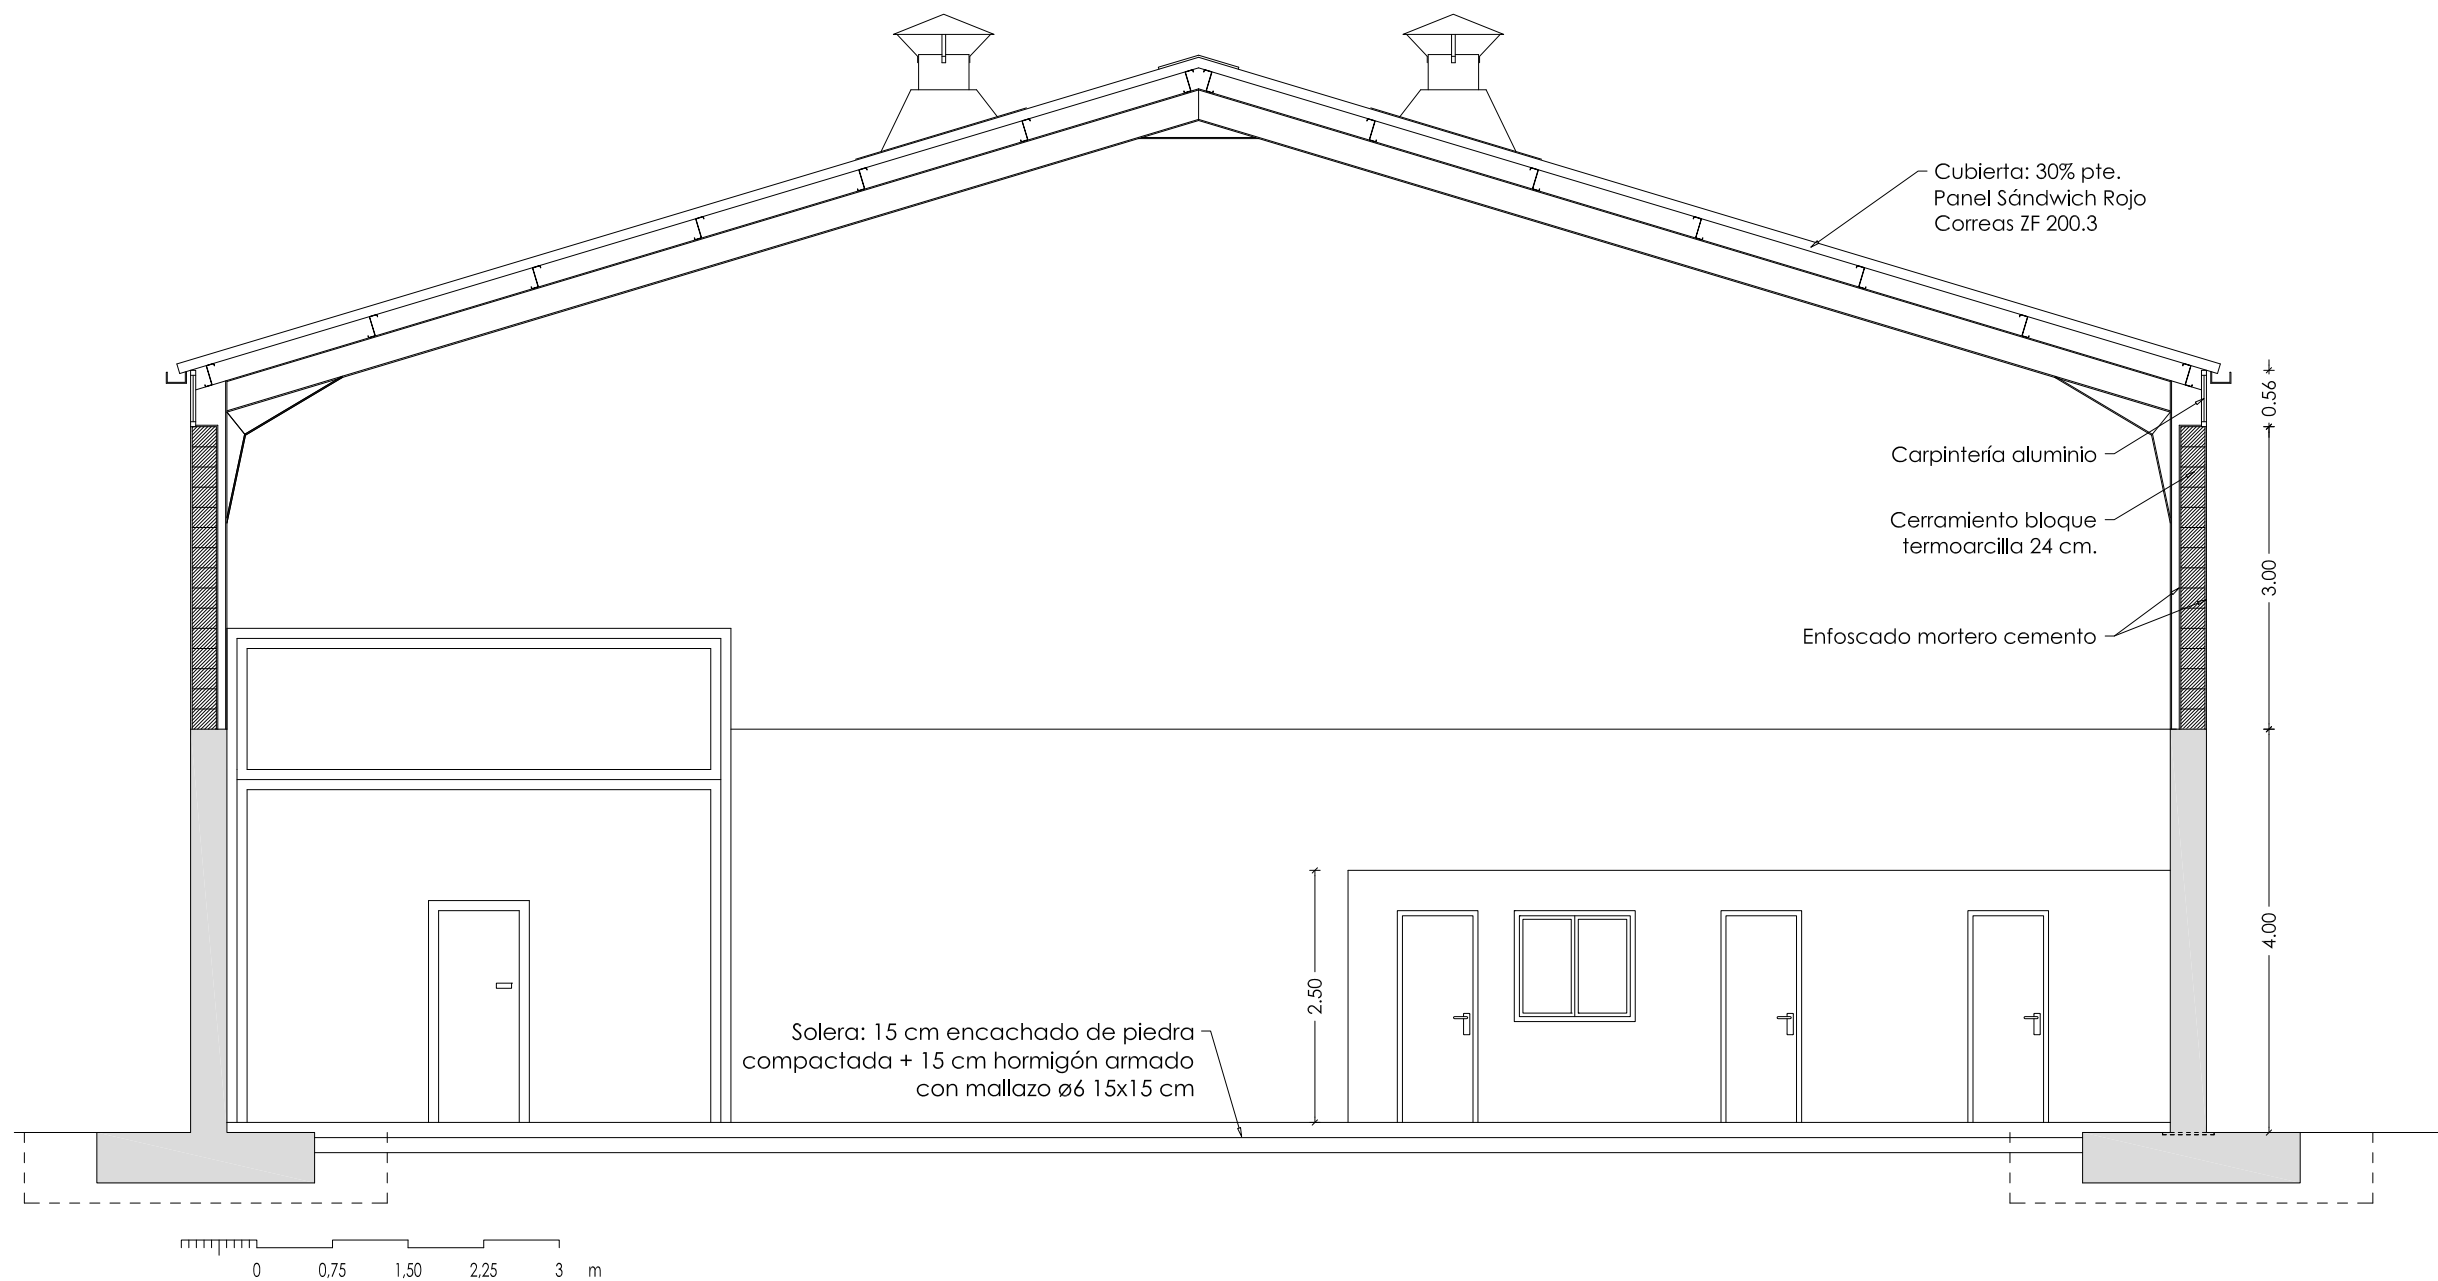 Cubierta: 30% pte.
Panel Sándwich Rojo
Correas ZF 200.3
0.56
Carpintería aluminio
Cerramiento bloque
termoarcilla 24 cm.
3.00
Enfoscado mortero cemento
4.00
2.50
Solera: 15 cm encachado de piedra
compactada + 15 cm hormigón armado
con mallazo ø6 15x15 cm
0 0,75 1,50 2,25 3 m